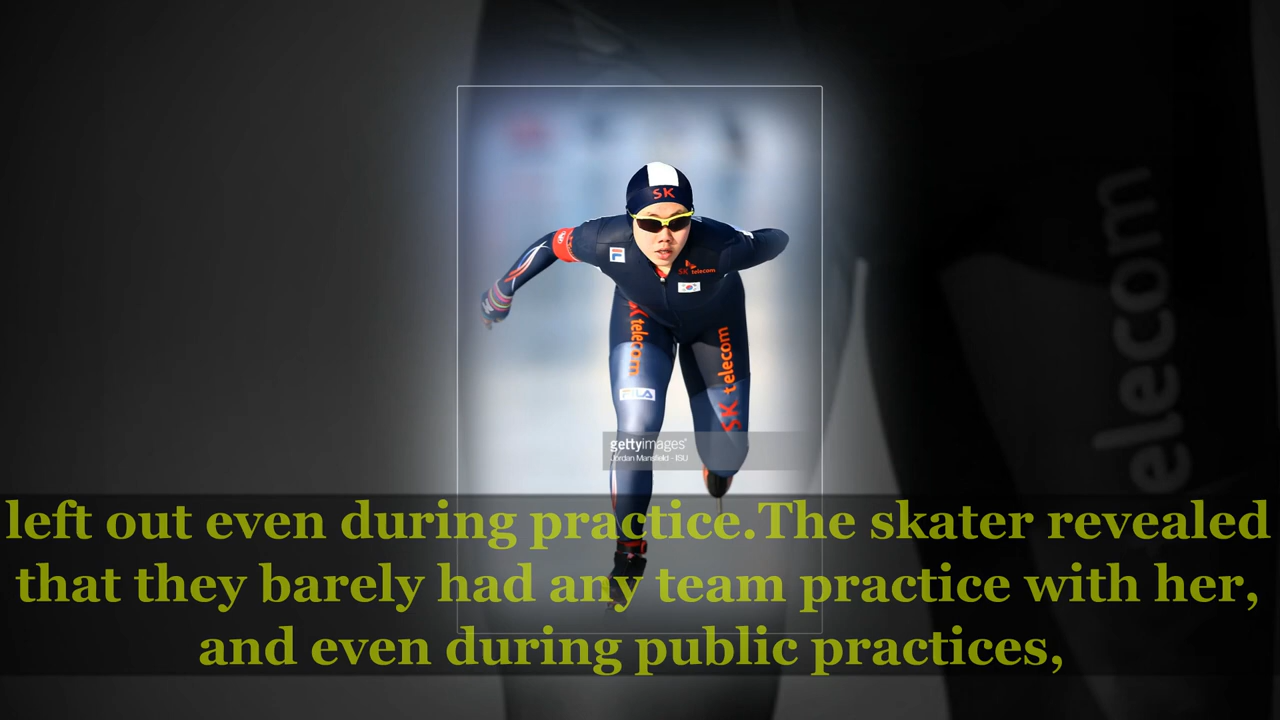 elecom
SK
SK telecom
SK telecom
SK telecom
FILA
gettyimages®
Jordan Mansfield - ISU
left out even during practice.The skater revealed
that they barely had any team practice with her,
and even during public practices,